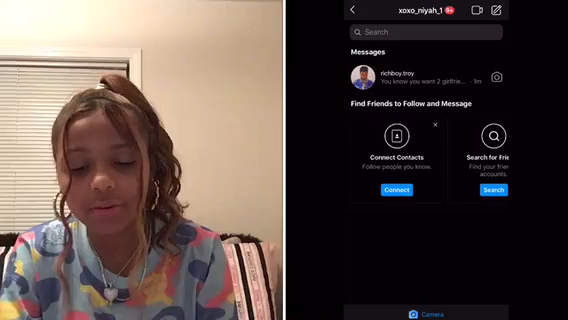 xoxo_niyah_1 9+
Search
Messages
richboy.troy
You know you want 2 girlfrie... · 1m
Find Friends to Follow and Message
Connect Contacts
Follow people you know.
Connect
Search for Frie
Find your frien
accounts.
Search
Camera